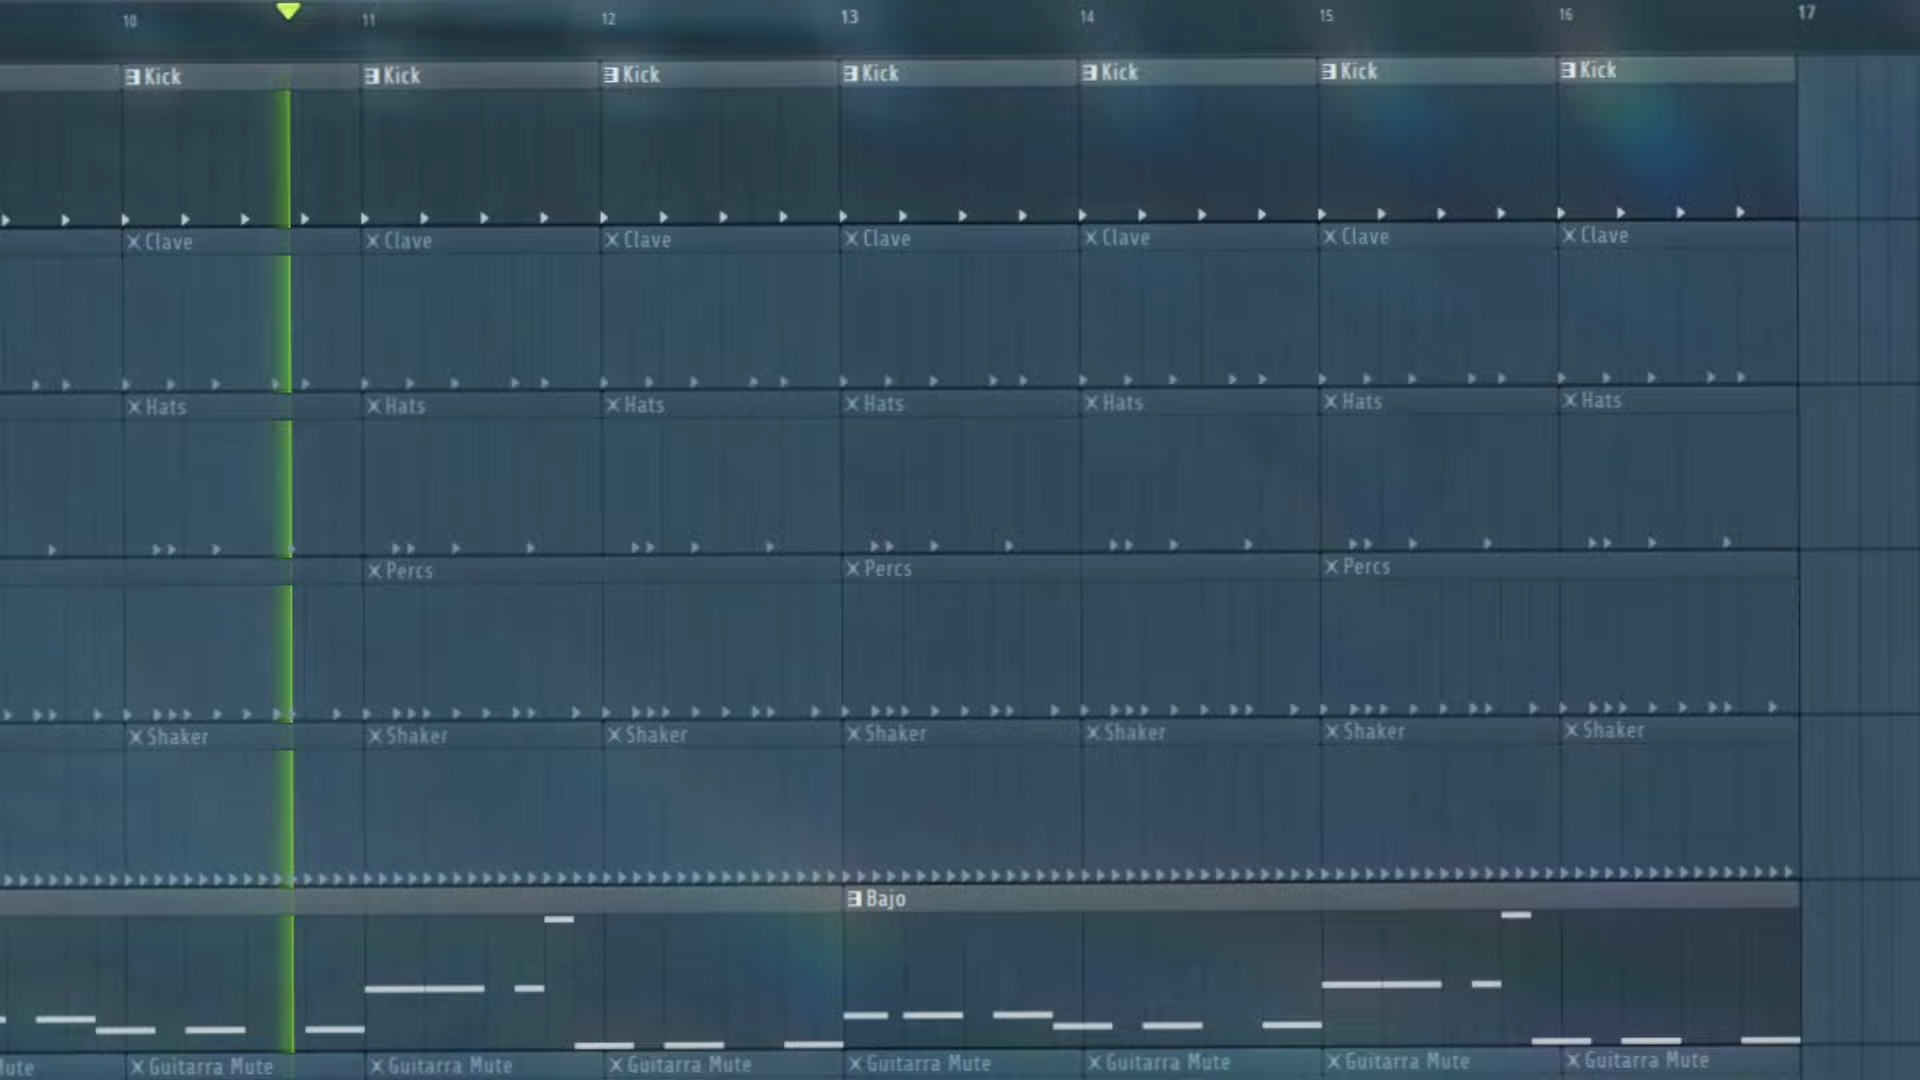 10 11 12 13 14 15 16 17
Kick Kick Kick Kick Kick Kick Kick
Clave Clave Clave Clave Clave Clave Clave
Hats Hats Hats Hats Hats Hats Hats
Percs Percs Percs
Shaker Shaker Shaker Shaker Shaker Shaker Shaker
Bajo
Mute Guitarra Mute Guitarra Mute Guitarra Mute Guitarra Mute Guitarra Mute Guitarra Mute Guitarra Mute